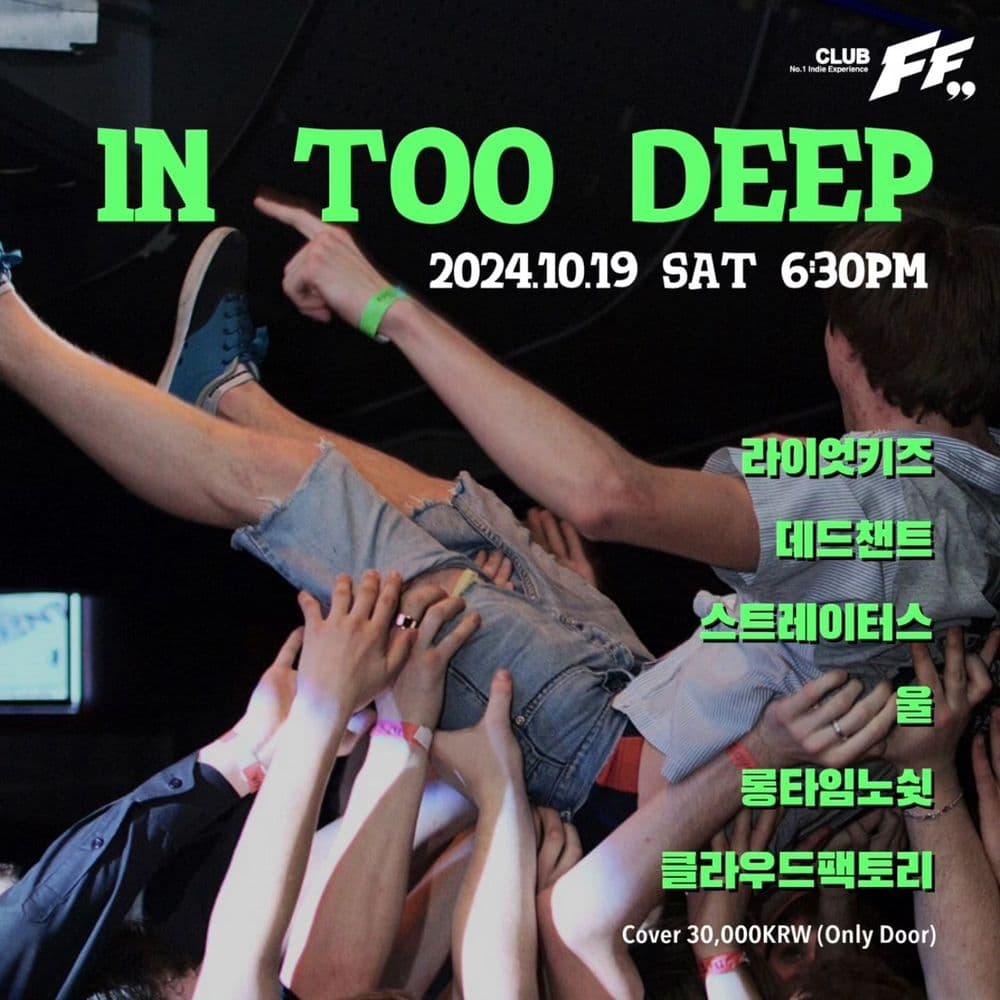 CLUB
No.1 Indie Experience
FF"
IN TOO DEEP
2024.10.19 SAT 6:30PM
라이엇키즈
데드챈트
스트레이터스
울
롱타임노쉿
클라우드팩토리
Cover 30,000KRW (Only Door)